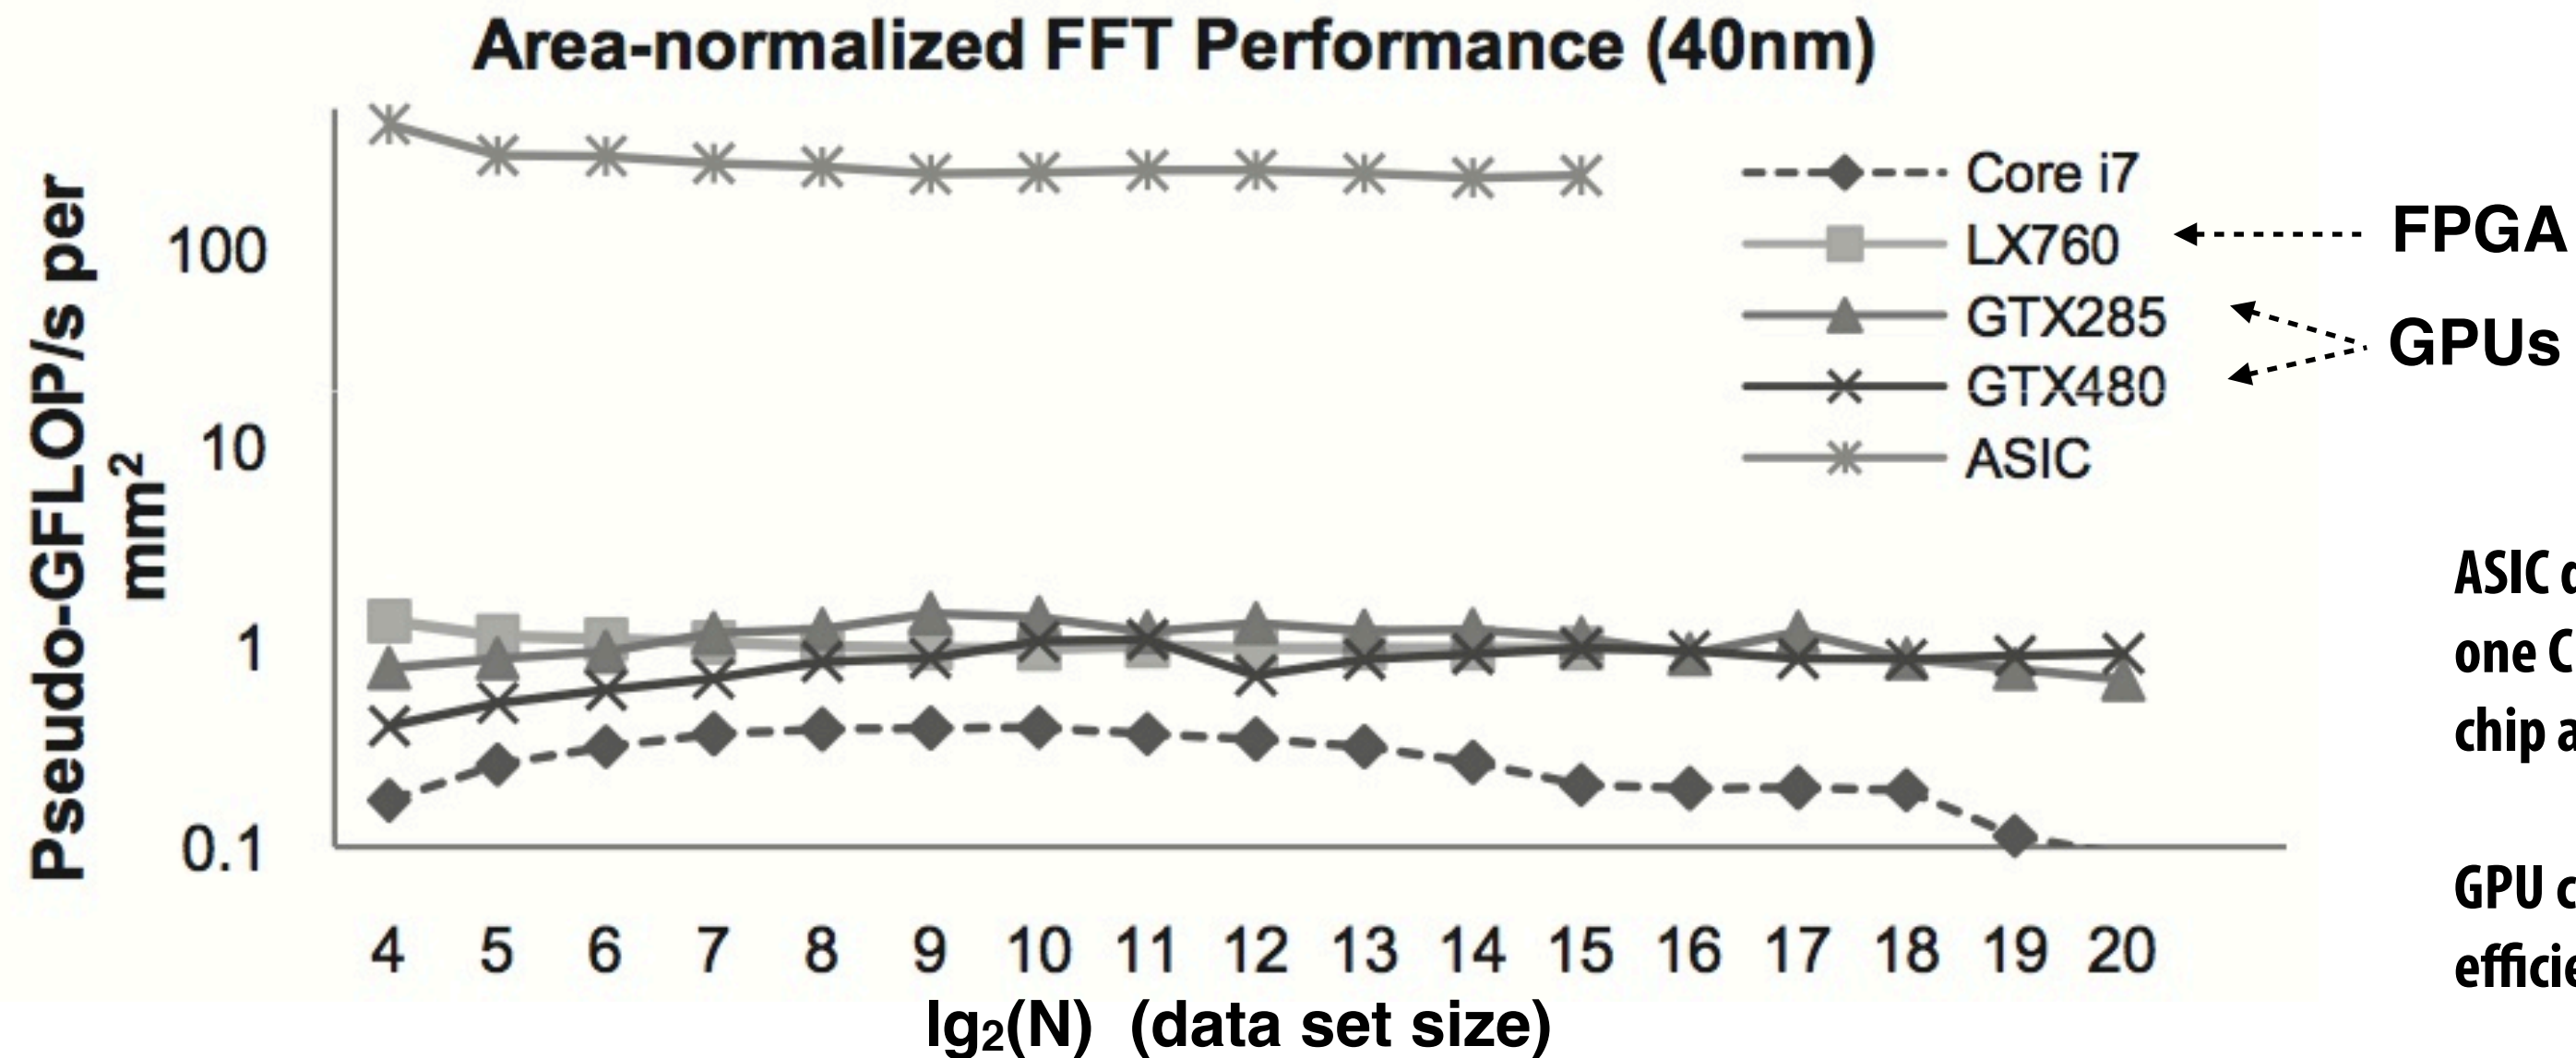 Area-normalized FFT Performance (40nm)
Pseudo-GFLOP/s per
mm²
100
10
1
0.1
4 5 6 7 8 9 10 11 12 13 14 15 16 17 18 19 20
lg₂(N) (data set size)
Core i7
LX760
GTX285
GTX480
ASIC
FPGA
GPUs
ASIC
one
chip
GPU